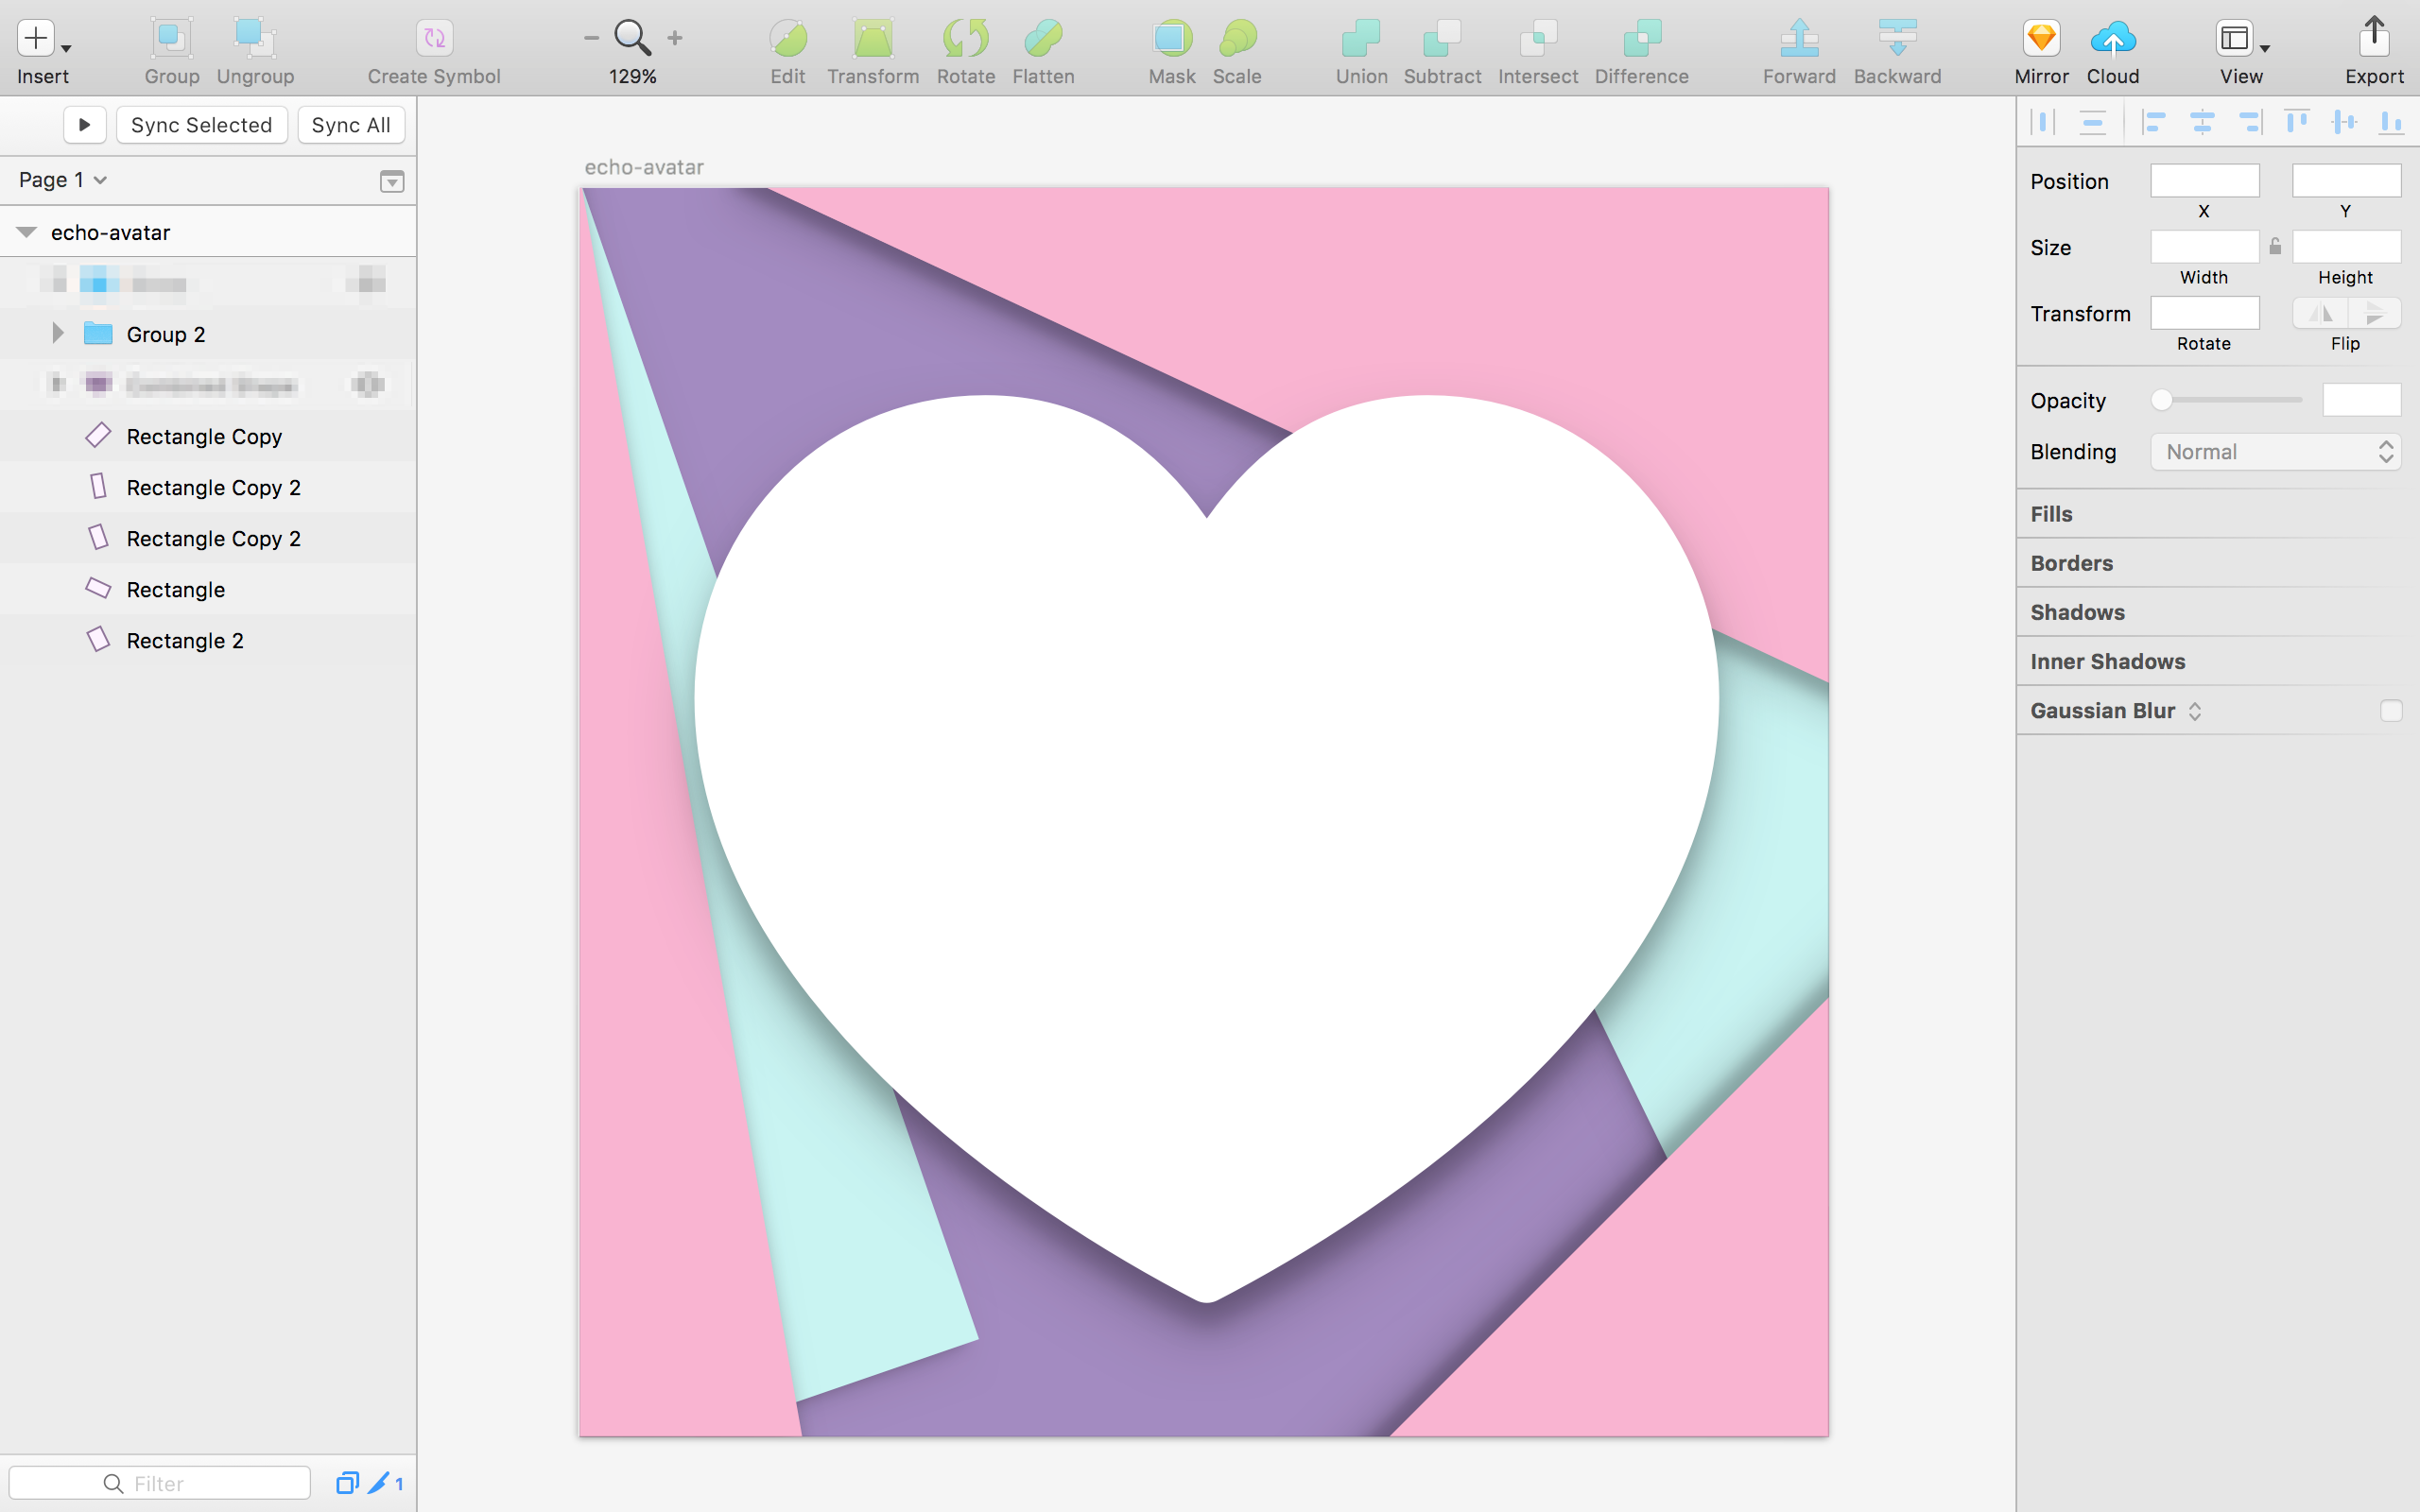 Insert
Group
Ungroup
Create Symbol
129%
Edit
Transform
Rotate
Flatten
Mask
Scale
Union
Subtract
Intersect
Difference
Forward
Backward
Mirror
Cloud
View
Export
Sync Selected
Sync All
Page 1
echo-avatar
Group 2
Rectangle Copy
Rectangle Copy 2
Rectangle Copy 2
Rectangle
Rectangle 2
Filter
1
echo-avatar
Position
X
Y
Size
Width
Height
Transform
Rotate
Flip
Opacity
Blending
Normal
Fills
Borders
Shadows
Inner Shadows
Gaussian Blur